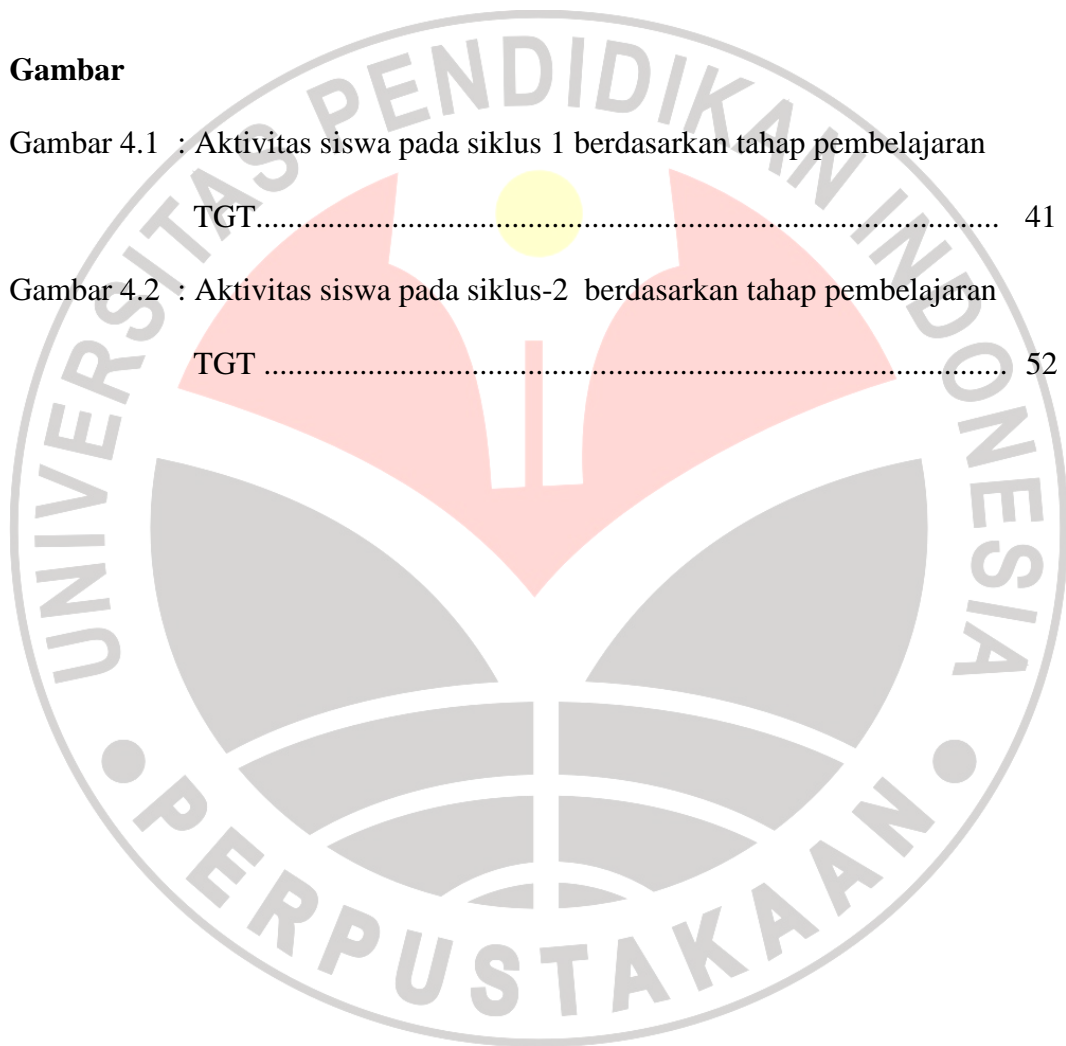 Gambar
Gambar 4.1 : Aktivitas siswa pada siklus 1 berdasarkan tahap pembelajaran
TGT............................................................................................. 41
Gambar 4.2 : Aktivitas siswa pada siklus-2 berdasarkan tahap pembelajaran
TGT ............................................................................................. 52
UNIVERSITAS PENDIDIKAN INDONESIA
PERPUSTAKAAN